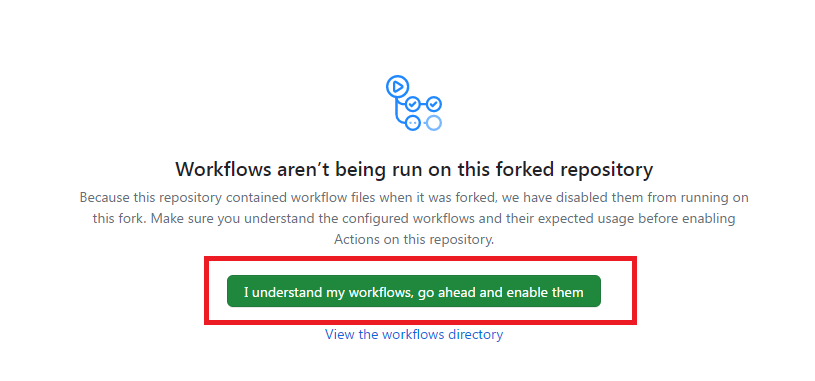 Workflows aren’t being run on this forked repository
Because this repository contained workflow files when it was forked, we have disabled them from running on
this fork. Make sure you understand the configured workflows and their expected usage before enabling
Actions on this repository.
I understand my workflows, go ahead and enable them
View the workflows directory